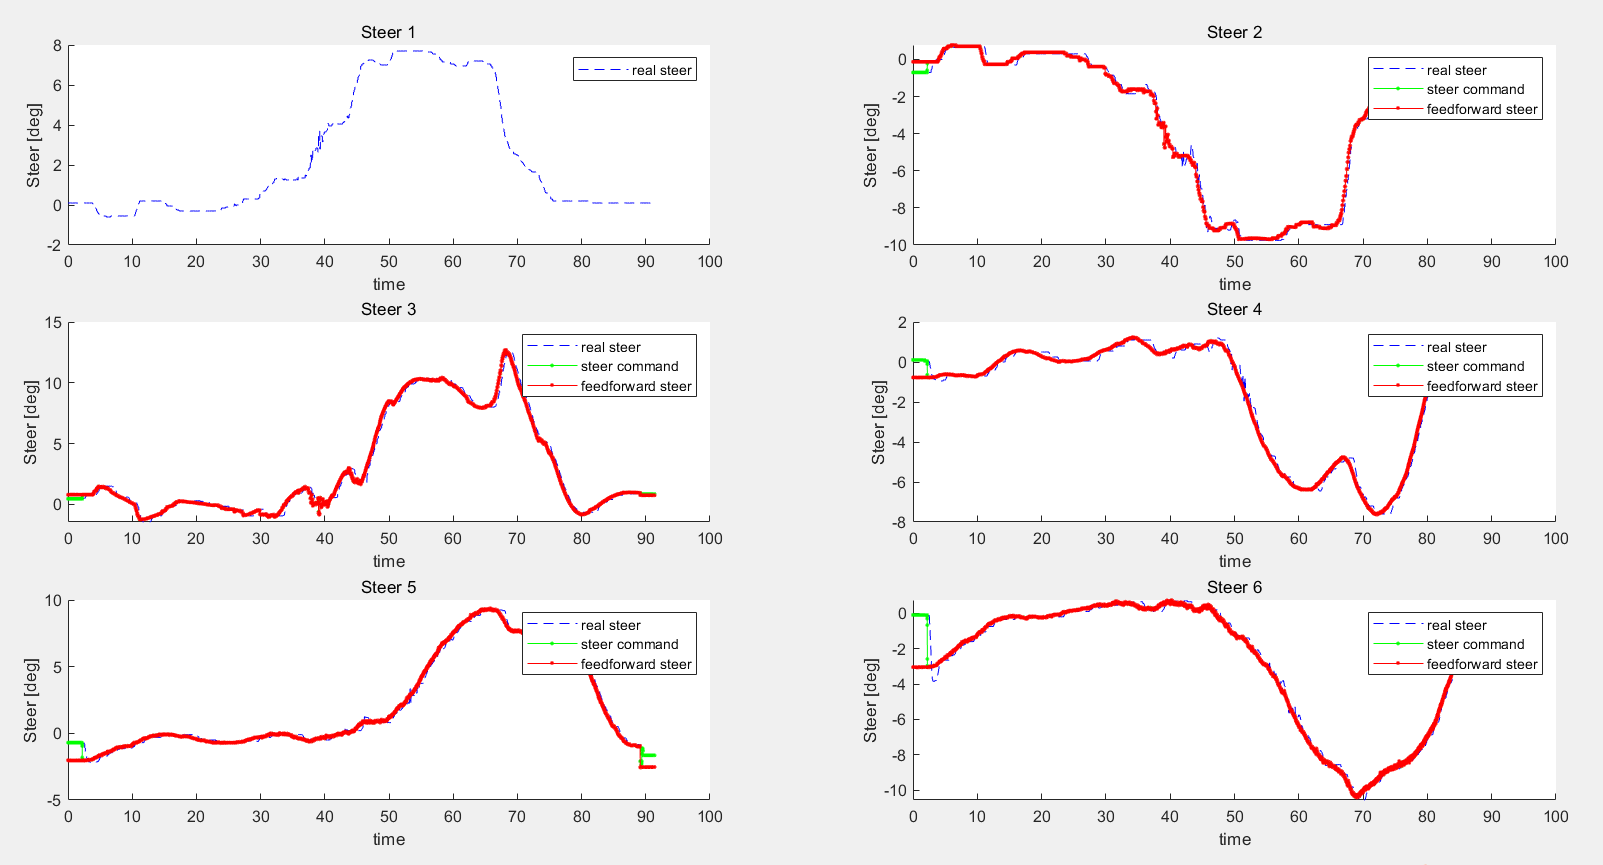 Steer 1
8
6
4
2
0
-2
Steer [deg]
real steer
0 10 20 30 40 50 60 70 80 90 100
time
Steer 2
0
-2
-4
-6
-8
-10
Steer [deg]
real steer
steer command
feedforward steer
0 10 20 30 40 50 60 70 80 90 100
time
Steer 3
15
10
5
0
Steer [deg]
real steer
steer command
feedforward steer
0 10 20 30 40 50 60 70 80 90 100
time
Steer 4
2
0
-2
-4
-6
-8
Steer [deg]
real steer
steer command
feedforward steer
0 10 20 30 40 50 60 70 80 90 100
time
Steer 5
10
5
0
-5
Steer [deg]
real steer
steer command
feedforward steer
0 10 20 30 40 50 60 70 80 90 100
time
Steer 6
0
-2
-4
-6
-8
-10
Steer [deg]
real steer
steer command
feedforward steer
0 10 20 30 40 50 60 70 80 90 100
time